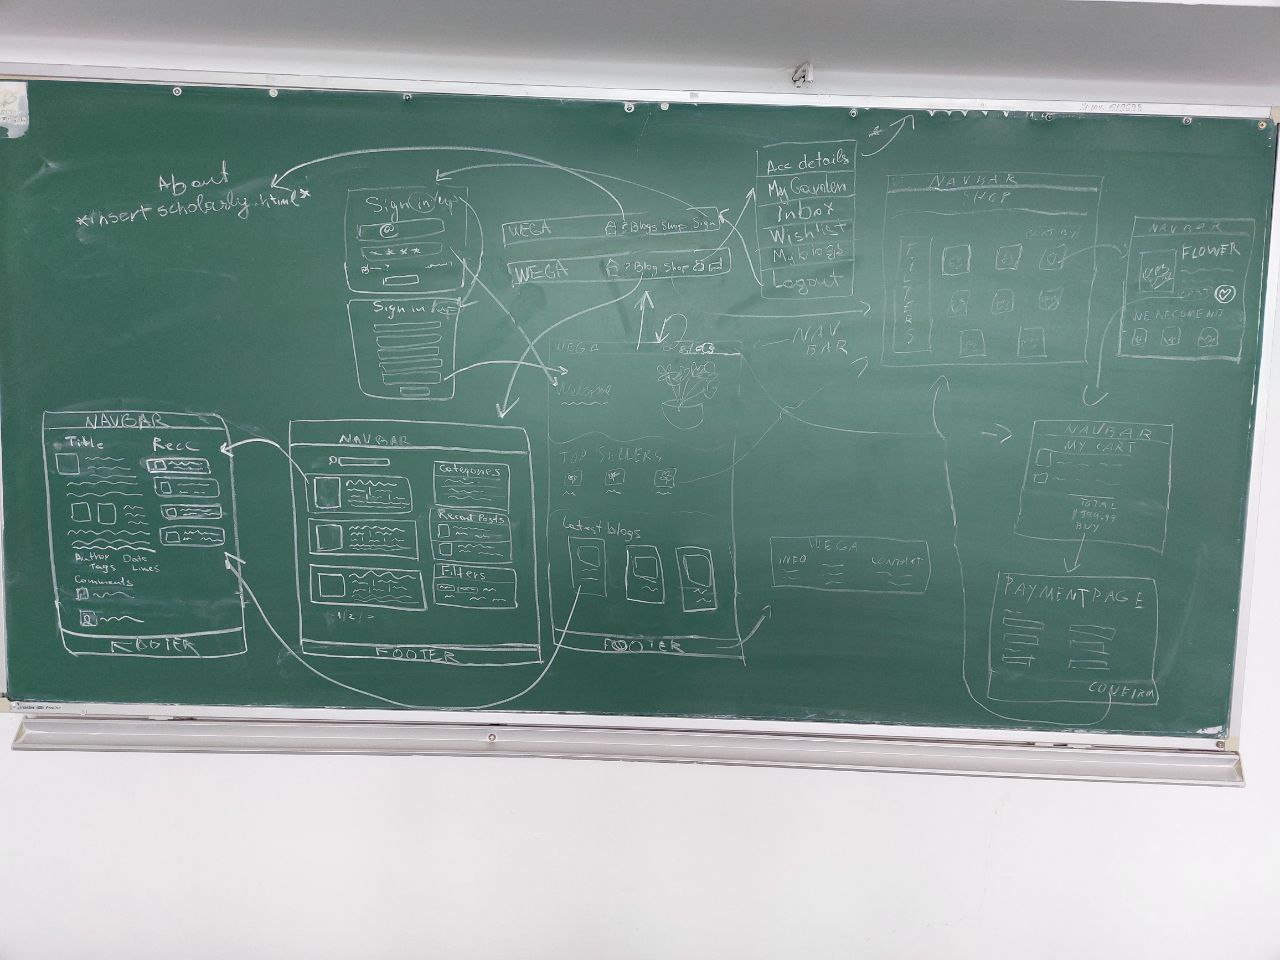 About
*insert scholarly.html*
Sign in/up
@
****
Sign in/up
WEGA
? Blogs Shop Sign
WEGA
? Blog Shop
Acc details
My Garden
Inbox
Wishlist
My blogs
Logout
NAVBAR
SHOP
FILTERS
NAVBAR
FLOWER
WE RECOMEND
NAV
BAR
WEGA
Welcome
TOP SELLERS
Latest blogs
FOOTER
NAVBAR
Title
Recc
Author Date
Tags Lines
Comments
FOOTER
NAVBAR
Categories
Recent Posts
Filters
FOOTER
WEGA
INFO
CONTACT
NAVBAR
MY CART
TOTAL
BUY
PAYMENT PAGE
CONFIRM